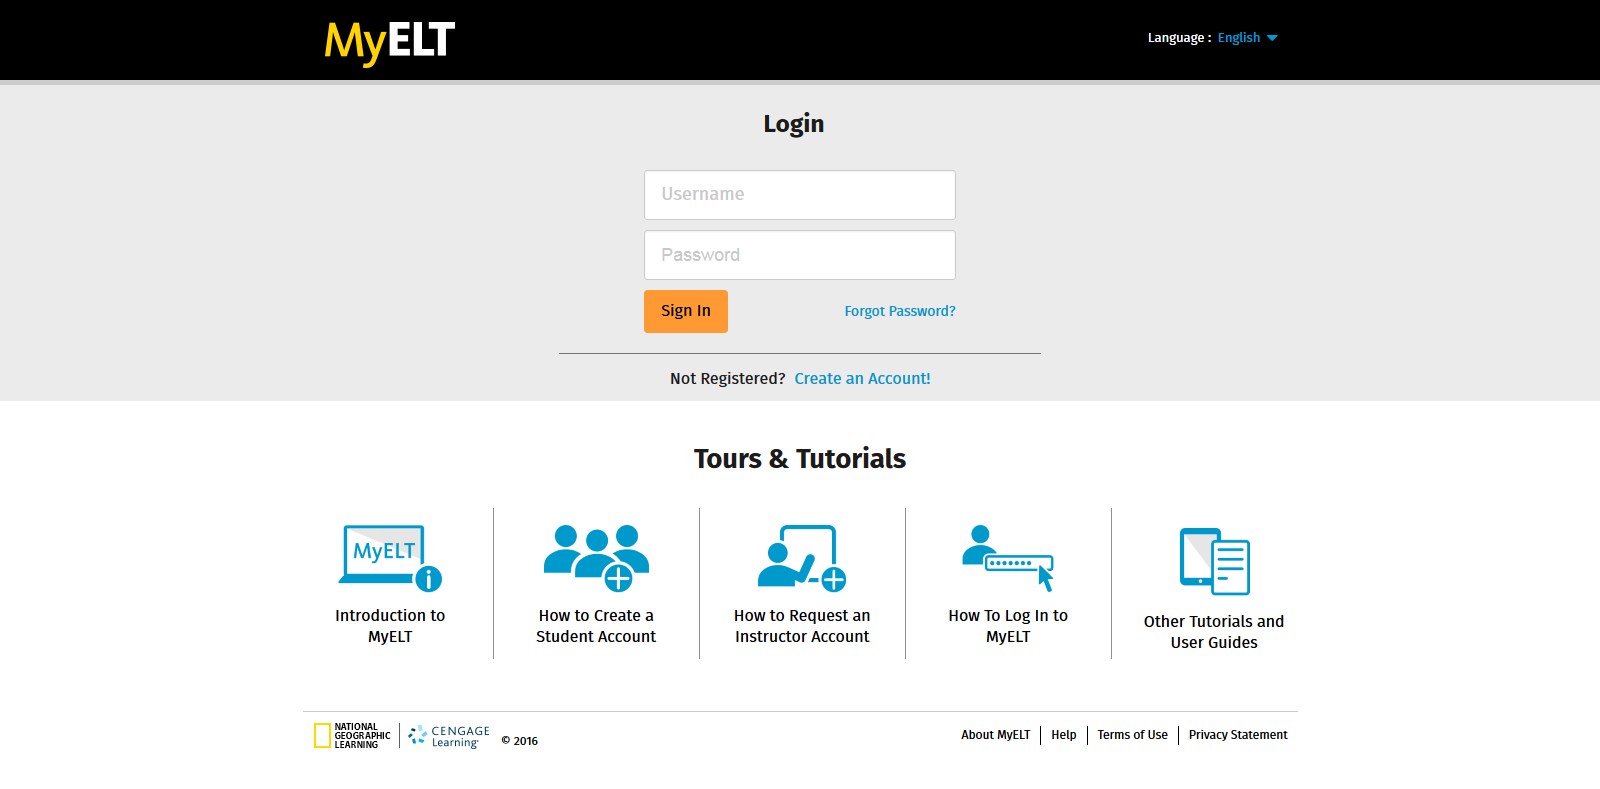 MyELT
Language : English
Login
Username
Password
Sign In
Forgot Password?
Not Registered? Create an Account!
Tours & Tutorials
MyELT
Introduction to
MyELT
How to Create a
Student Account
How to Request an
Instructor Account
How To Log In to
MyELT
Other Tutorials and
User Guides
NATIONAL
GEOGRAPHIC
LEARNING
CENGAGE
Learning
© 2016
About MyELT
Help
Terms of Use
Privacy Statement